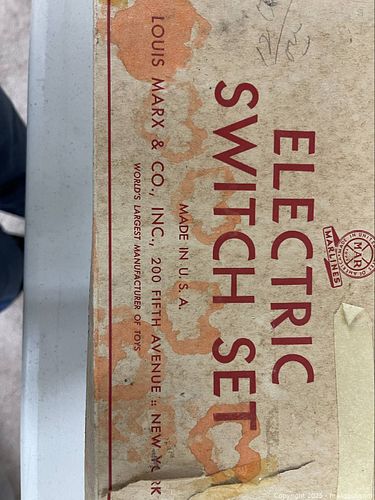 ELECTRIC
SWITCH SET
MADE IN U.S.A.
LOUIS MARX & CO., INC., 200 FIFTH AVENUE :: NEW YORK
WORLD'S LARGEST MANUFACTURER OF TOYS
MAR
MARLINES